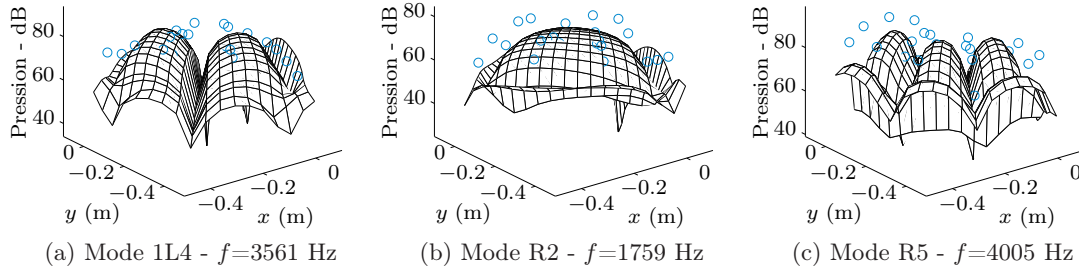 Pression - dB
80
60
40
0
−0.2
−0.4
y (m)
−0.4
−0.2
0
x (m)
(a) Mode 1L4 - f=3561 Hz
Pression - dB
80
60
40
0
−0.2
−0.4
y (m)
−0.4
−0.2
0
x (m)
(b) Mode R2 - f=1759 Hz
Pression - dB
80
60
40
0
−0.2
−0.4
y (m)
−0.4
−0.2
0
x (m)
(c) Mode R5 - f=4005 Hz